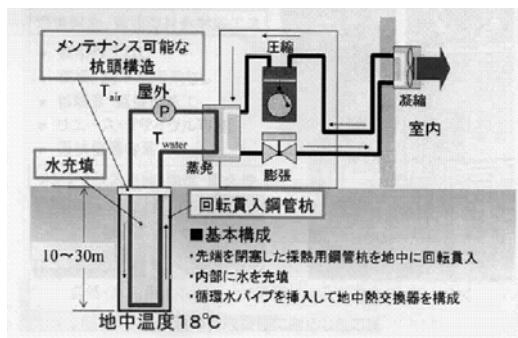 メンテナンス可能な
杭頭構造
Tair
屋外
P
Twater
水充填
蒸発
圧縮
膨張
凝縮
室内
回転貫入鋼管杭
10～30m
■基本構成
・先端を閉塞した採熱用鋼管杭を地中に回転貫入
・内部に水を充填
・循環水パイプを挿入して地中熱交換器を構成
地中温度18℃